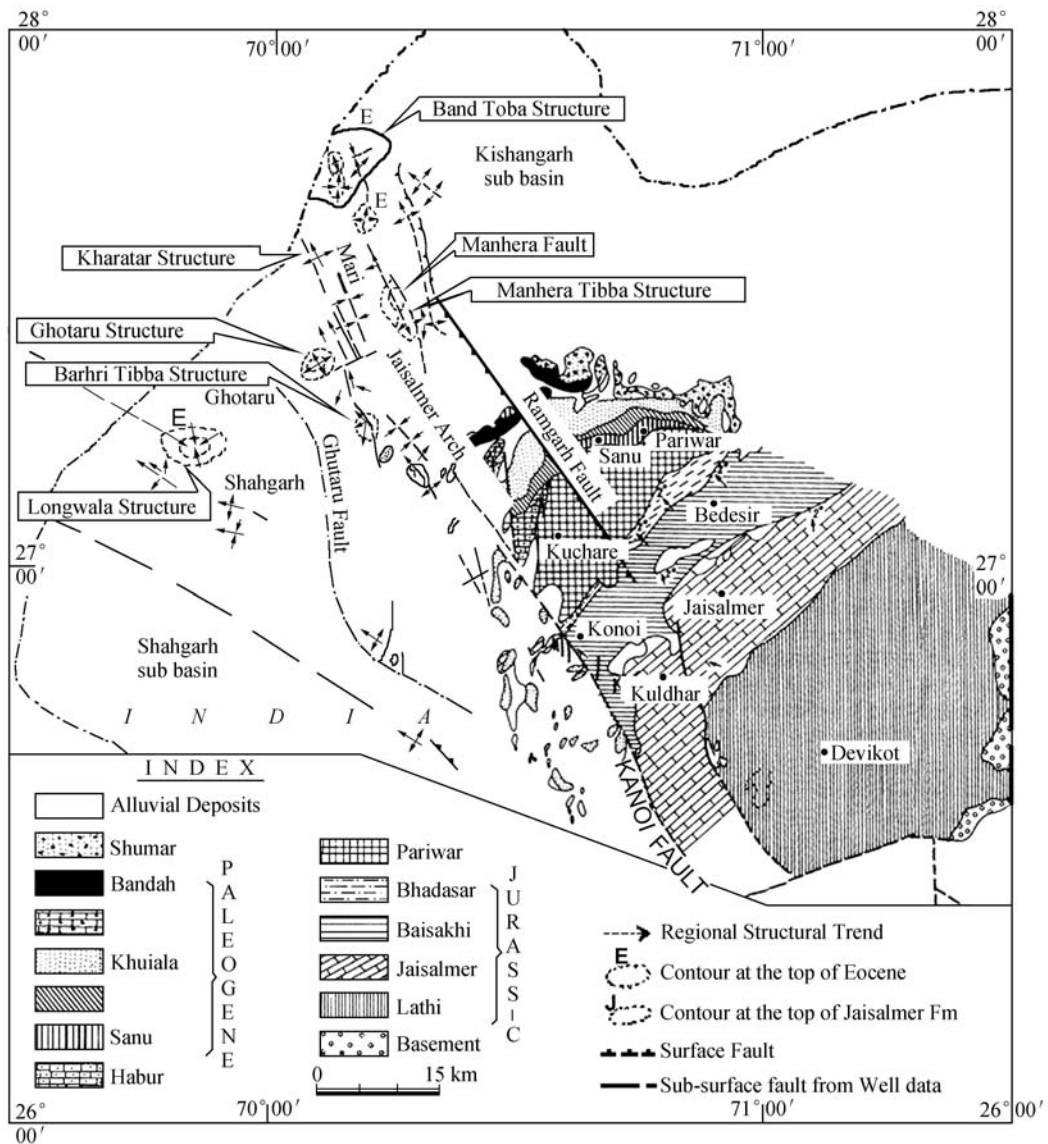 28°
00′
70°00′
71°00′
28°
00′
E
Band Toba Structure
Kishangarh
sub basin
E
Kharatar Structure
Mari
Manhera Fault
Manhera Tibba Structure
Ghotaru Structure
Barhri Tibba Structure
Ghotaru
Jaisalmer Arch
Ramgarh Fault
E
Longwala Structure
Shahgarh
Ghutaru Fault
Pariwar
Sanu
Bedesir
Kuchare
27°
00′
27°
00′
Jaisalmer
Konoi
Kuldhar
Shahgarh
sub basin
I N D I A
Devikot
KANOI FAULT
INDEX
Alluvial Deposits
Shumar
Bandah
Khuiala
Sanu
Habur
PALEOGENE
Pariwar
Bhadasar
Baisakhi
Jaisalmer
Lathi
Basement
JURASSIC
0 15 km
Regional Structural Trend
E
Contour at the top of Eocene
J
Contour at the top of Jaisalmer Fm
Surface Fault
Sub-surface fault from Well data
26°
00′
70°00′
71°00′
26°00′